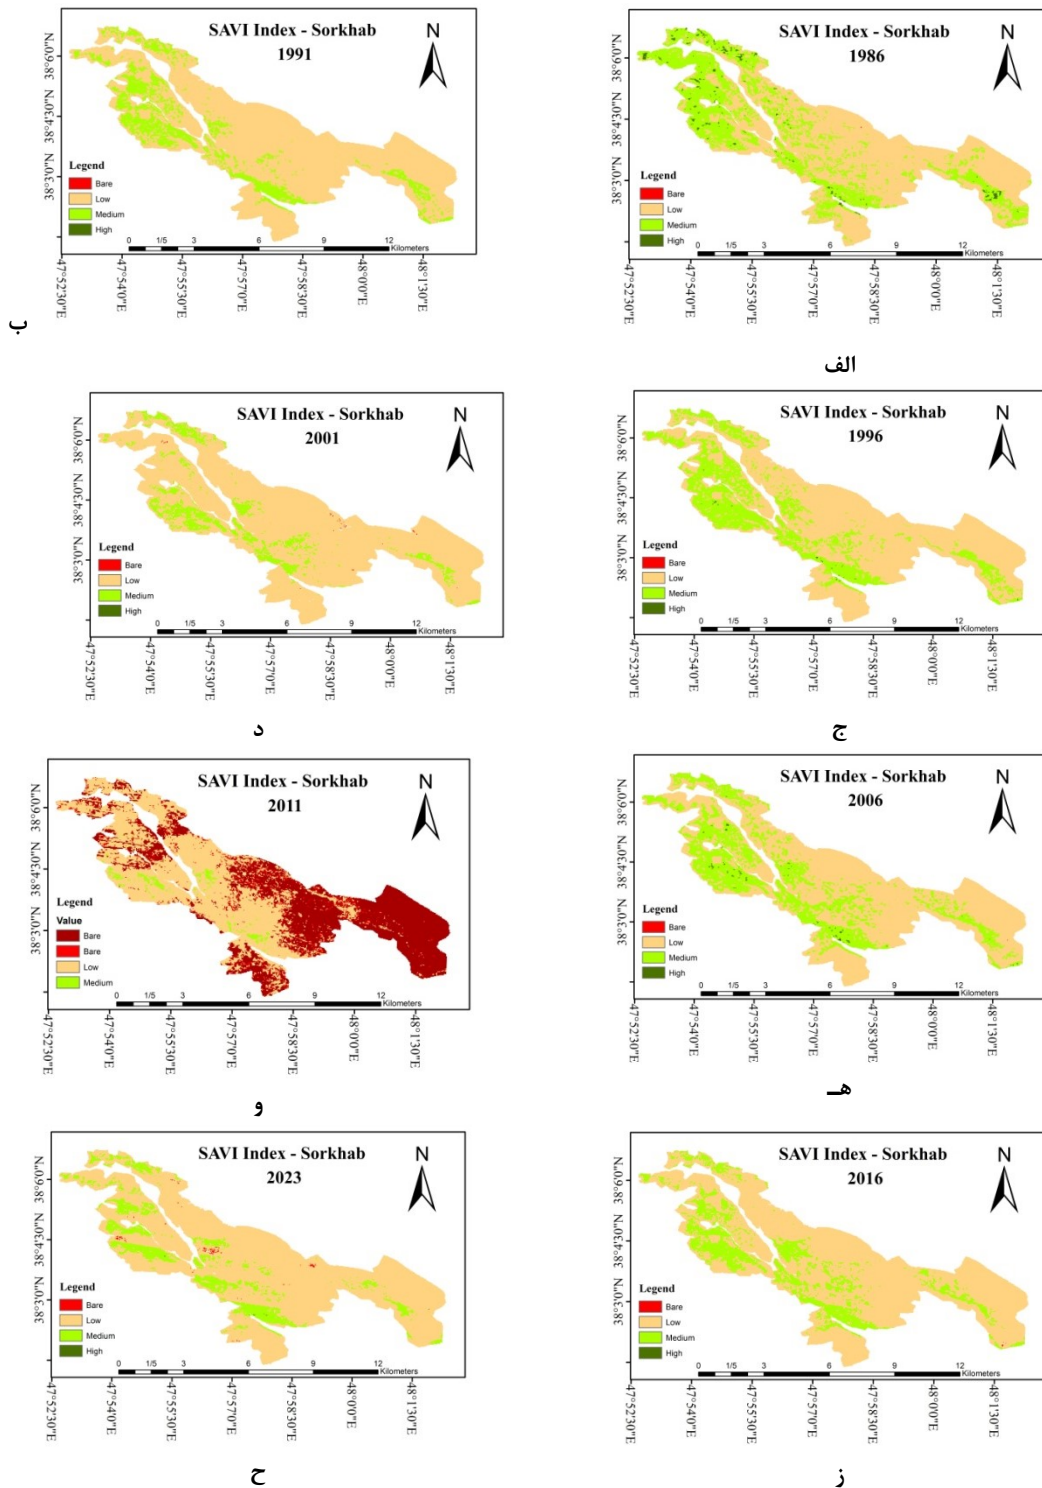 SAVI Index - Sorkhab
1991
N
38°6'0"N
38°4'30"N
38°3'0"N
Legend
Bare
Low
Medium
High
0 1/5 3 6 9 12
Kilometers
47°52'30"E
47°54'0"E
47°55'30"E
47°57'0"E
47°58'30"E
48°0'0"E
48°1'30"E
ب
SAVI Index - Sorkhab
1986
N
38°6'0"N
38°4'30"N
38°3'0"N
Legend
Bare
Low
Medium
High
0 1/5 3 6 9 12
Kilometers
47°52'30"E
47°54'0"E
47°55'30"E
47°57'0"E
47°58'30"E
48°0'0"E
48°1'30"E
الف
SAVI Index - Sorkhab
2001
N
38°6'0"N
38°4'30"N
38°3'0"N
Legend
Bare
Low
Medium
High
0 1/5 3 6 9 12
Kilometers
47°52'30"E
47°54'0"E
47°55'30"E
47°57'0"E
47°58'30"E
48°0'0"E
48°1'30"E
د
SAVI Index - Sorkhab
1996
N
38°6'0"N
38°4'30"N
38°3'0"N
Legend
Bare
Low
Medium
High
0 1/5 3 6 9 12
Kilometers
47°52'30"E
47°54'0"E
47°55'30"E
47°57'0"E
47°58'30"E
48°0'0"E
48°1'30"E
ج
SAVI Index - Sorkhab
2011
N
38°6'0"N
38°4'30"N
38°3'0"N
Legend
Value
Bare
Bare
Low
Medium
0 1/5 3 6 9 12
Kilometers
47°52'30"E
47°54'0"E
47°55'30"E
47°57'0"E
47°58'30"E
48°0'0"E
48°1'30"E
و
SAVI Index - Sorkhab
2006
N
38°6'0"N
38°4'30"N
38°3'0"N
Legend
Bare
Low
Medium
High
0 1/5 3 6 9 12
Kilometers
47°52'30"E
47°54'0"E
47°55'30"E
47°57'0"E
47°58'30"E
48°0'0"E
48°1'30"E
هـ
SAVI Index - Sorkhab
2023
N
38°6'0"N
38°4'30"N
38°3'0"N
Legend
Bare
Low
Medium
High
0 1/5 3 6 9 12
Kilometers
47°52'30"E
47°54'0"E
47°55'30"E
47°57'0"E
47°58'30"E
48°0'0"E
48°1'30"E
ح
SAVI Index - Sorkhab
2016
N
38°6'0"N
38°4'30"N
38°3'0"N
Legend
Bare
Low
Medium
High
0 1/5 3 6 9 12
Kilometers
47°52'30"E
47°54'0"E
47°55'30"E
47°57'0"E
47°58'30"E
48°0'0"E
48°1'30"E
ز